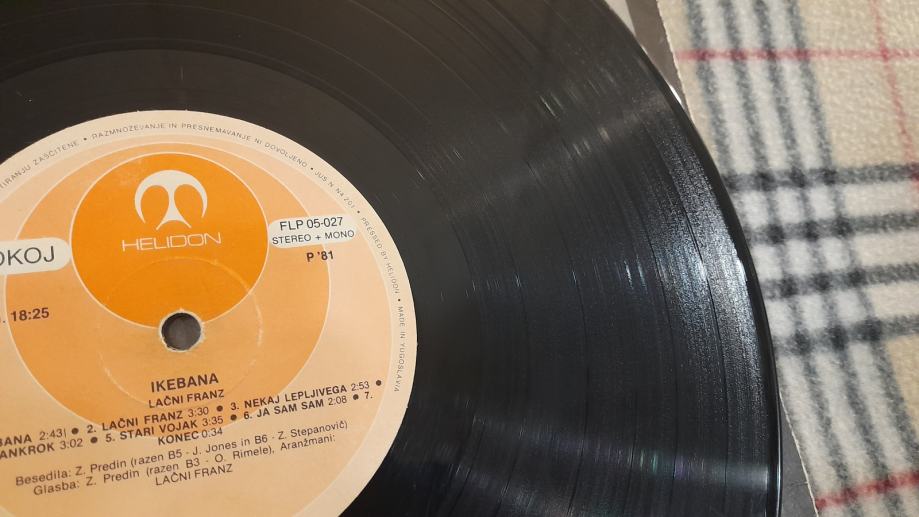 TIRANJU ZAŠČITENE • RAZMNOŽEVANJE IN PRESNEMAVANJE NI DOVOLJENO • JUS N. N4.201 • PRESSED BY HELIDON • MADE IN YUGOSLAVIA
HELIDON
FLP 05-027
STEREO + MONO
P '81
OKOJ
. 18:25
IKEBANA
LAČNI FRANZ
BANA 2:43 ● 2. LAČNI FRANZ 3:30 ● 3. NEKAJ LEPLJIVEGA 2:53 ●
ANKROK 3:02 ● 5. STARI VOJAK 3:35 ● 6. JA SAM SAM 2:08 ● 7.
KONEC 0:34
Besedila: Z. Predin (razen B5 - J. Jones in B6 - Z. Stepanovič)
Glasba: Z. Predin (razen B3 - O. Rimele), Aranžmani:
LAČNI FRANZ